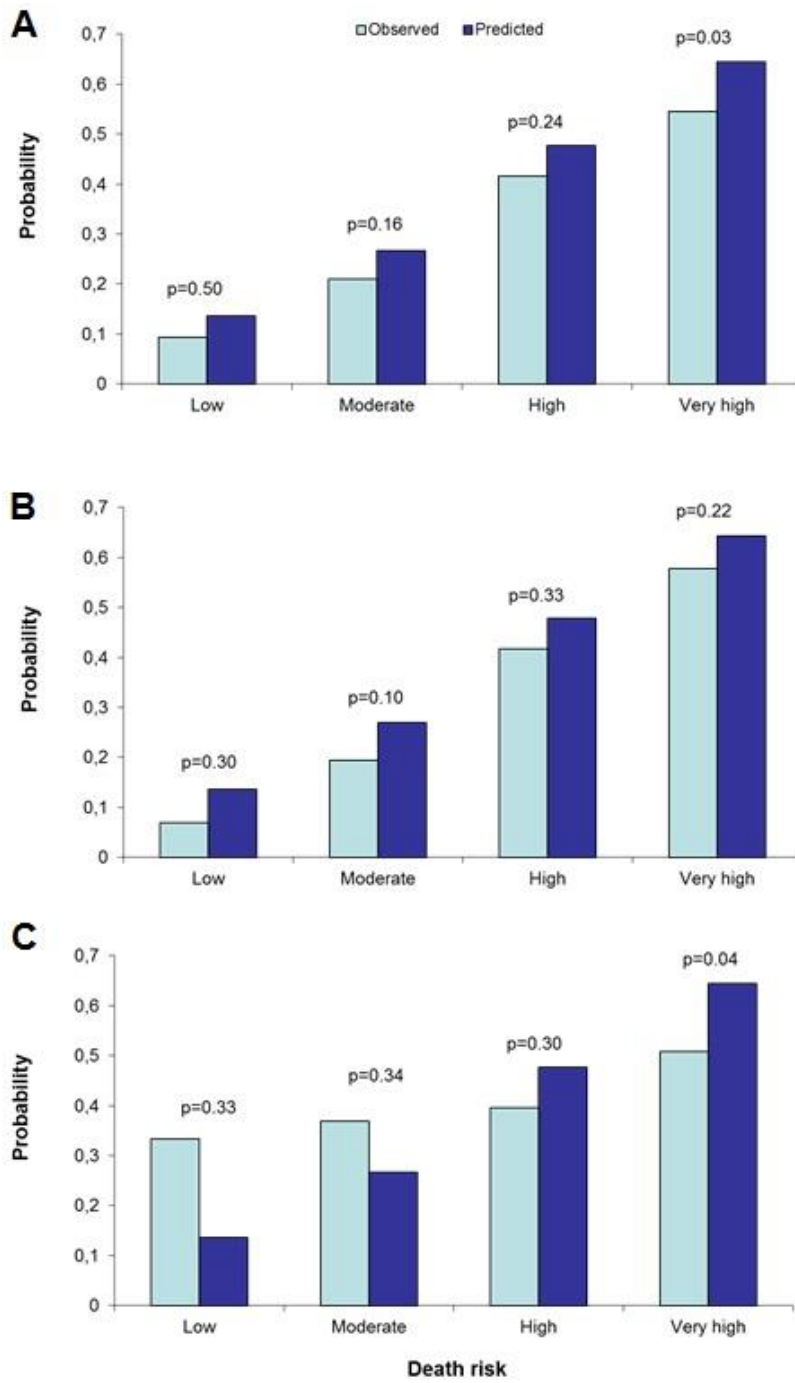 A
Observed Predicted
0,7
0,6
0,5
0,4
0,3
0,2
0,1
0
Probability
p=0.50
p=0.16
p=0.24
p=0.03
Low Moderate High Very high
B
0,7
0,6
0,5
0,4
0,3
0,2
0,1
0
Probability
p=0.30
p=0.10
p=0.33
p=0.22
Low Moderate High Very high
C
0,7
0,6
0,5
0,4
0,3
0,2
0,1
0
Probability
p=0.33
p=0.34
p=0.30
p=0.04
Low Moderate High Very high
Death risk